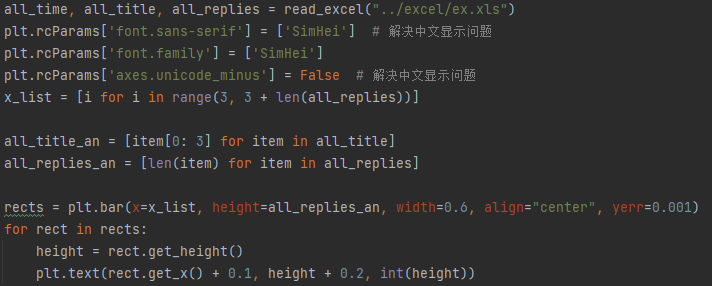 all_time, all_title, all_replies = read_excel("../excel/ex.xls")
plt.rcParams['font.sans-serif'] = ['SimHei']  # 解决中文显示问题
plt.rcParams['font.family'] = ['SimHei']
plt.rcParams['axes.unicode_minus'] = False  # 解决中文显示问题
x_list = [i for i in range(3, 3 + len(all_replies))]

all_title_an = [item[0: 3] for item in all_title]
all_replies_an = [len(item) for item in all_replies]

rects = plt.bar(x=x_list, height=all_replies_an, width=0.6, align="center", yerr=0.001)
for rect in rects:
    height = rect.get_height()
    plt.text(rect.get_x() + 0.1, height + 0.2, int(height))